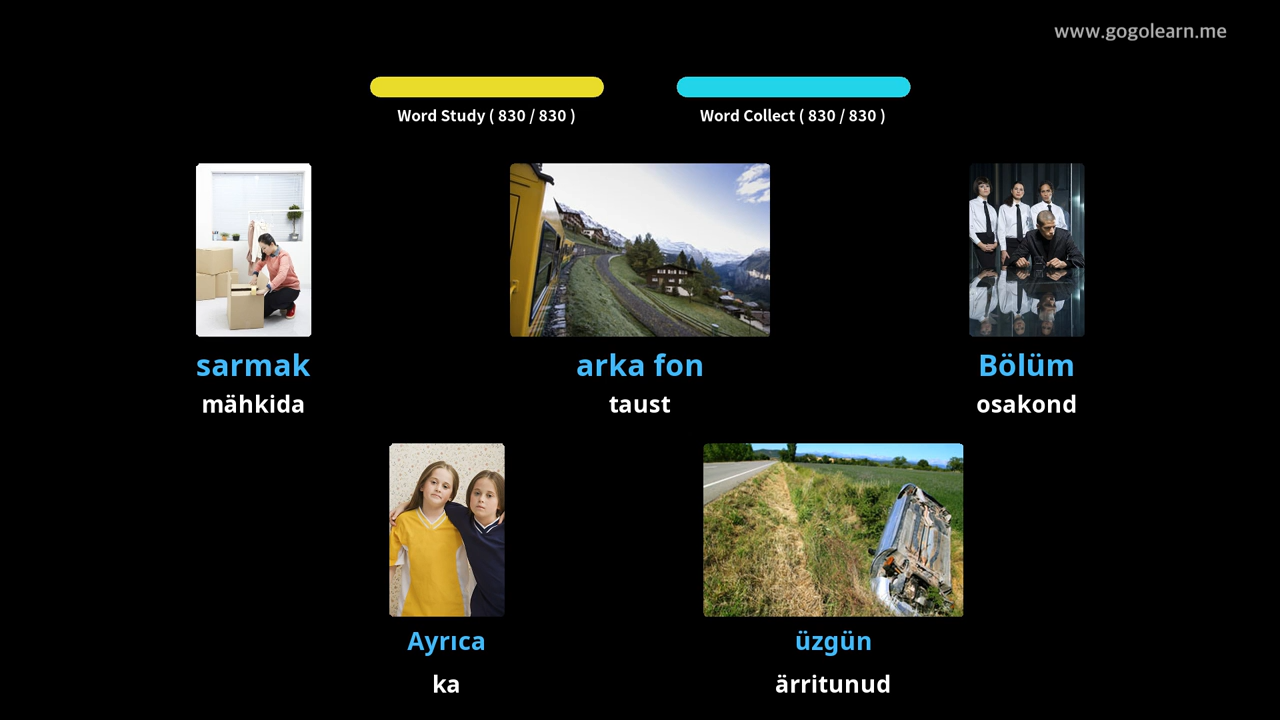 www.gogolearn.me
Word Study ( 830 / 830 )
Word Collect ( 830 / 830 )
sarmak
mähkida
arka fon
taust
Bölüm
osakond
Ayrıca
ka
üzgün
ärritunud